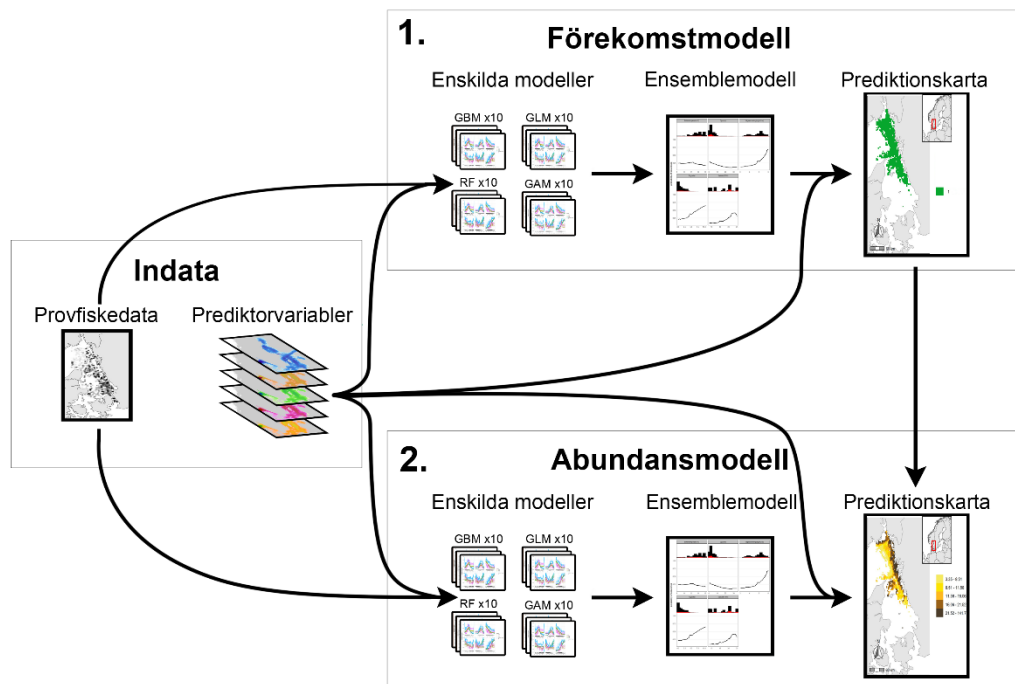 1.
Förekomstmodell
Enskilda modeller
Ensemblemodell
Prediktionskarta
GBM x10
GLM x10
RF x10
GAM x10
1
N
Indata
Provfiskedata
Prediktorvariabler
2.
Abundansmodell
Enskilda modeller
Ensemblemodell
Prediktionskarta
GBM x10
GLM x10
RF x10
GAM x10
N